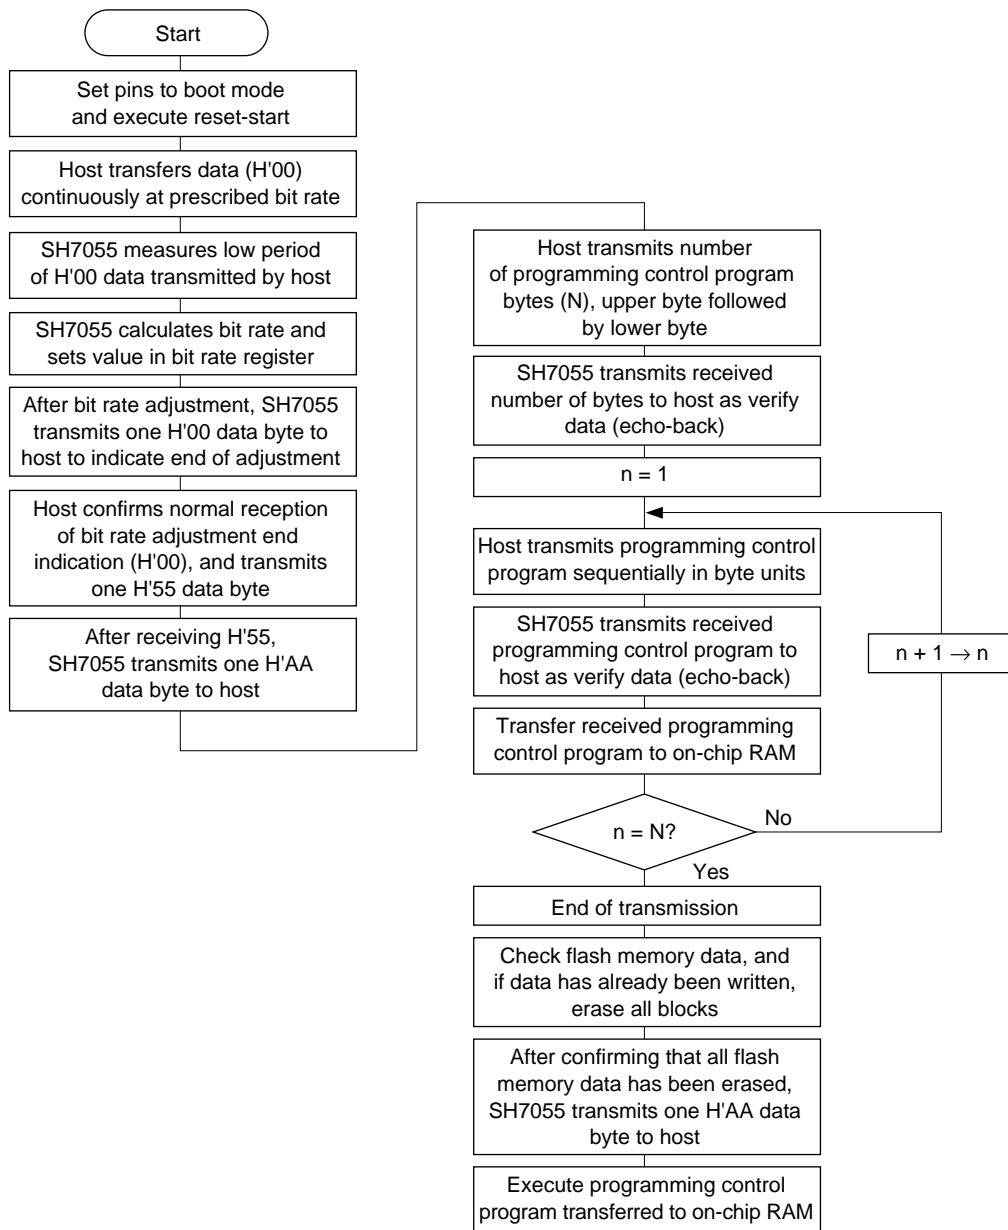 Start
Set pins to boot mode
and execute reset-start
Host transfers data (H'00)
continuously at prescribed bit rate
SH7055 measures low period
of H'00 data transmitted by host
SH7055 calculates bit rate and
sets value in bit rate register
After bit rate adjustment, SH7055
transmits one H'00 data byte to
host to indicate end of adjustment
Host confirms normal reception
of bit rate adjustment end
indication (H'00), and transmits
one H'55 data byte
After receiving H'55,
SH7055 transmits one H'AA
data byte to host
Host transmits number
of programming control program
bytes (N), upper byte followed
by lower byte
SH7055 transmits received
number of bytes to host as verify
data (echo-back)
n = 1
Host transmits programming control
program sequentially in byte units
SH7055 transmits received
programming control program to
host as verify data (echo-back)
n + 1 → n
Transfer received programming
control program to on-chip RAM
n = N?
No
Yes
End of transmission
Check flash memory data, and
if data has already been written,
erase all blocks
After confirming that all flash
memory data has been erased,
SH7055 transmits one H'AA data
byte to host
Execute programming control
program transferred to on-chip RAM